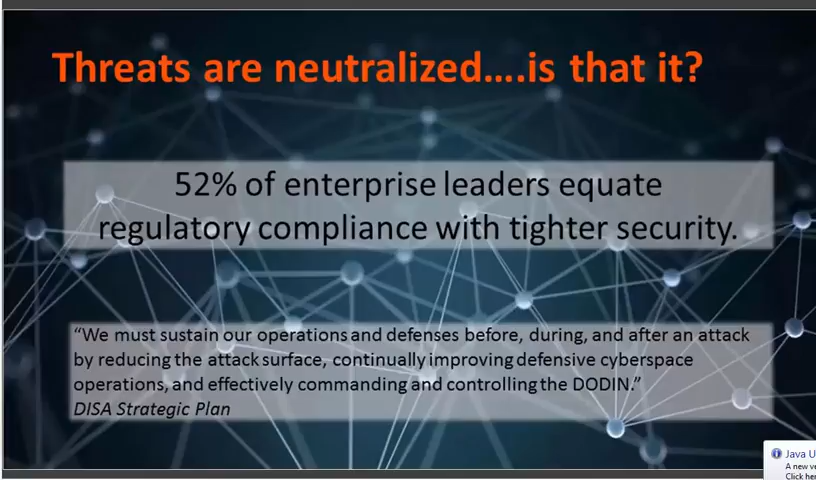 Threats are neutralized....is that it?
52% of enterprise leaders equate
regulatory compliance with tighter security.
“We must sustain our operations and defenses before, during, and after an attack
by reducing the attack surface, continually improving defensive cyberspace
operations, and effectively commanding and controlling the DODIN.”
DISA Strategic Plan
Java U
A new ve
Click her